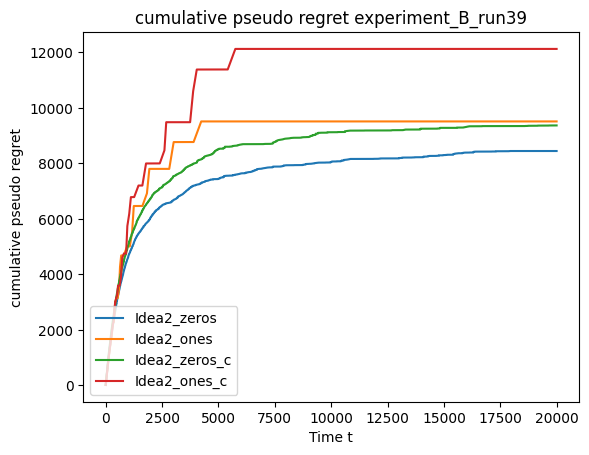 cumulative pseudo regret experiment_B_run39
cumulative pseudo regret
12000
10000
8000
6000
4000
2000
0
Idea2_zeros
Idea2_ones
Idea2_zeros_c
Idea2_ones_c
0 2500 5000 7500 10000 12500 15000 17500 20000
Time t